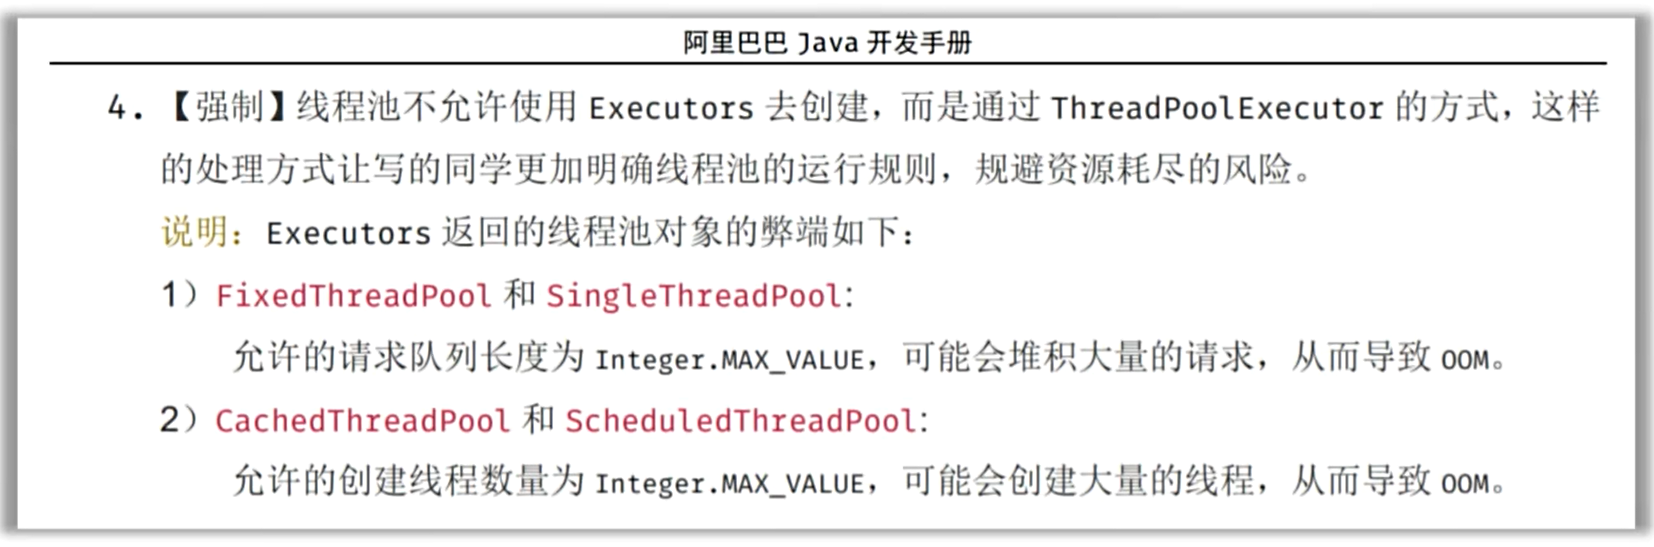 阿里巴巴 Java 开发手册
4. 【强制】线程池不允许使用 Executors 去创建，而是通过 ThreadPoolExecutor 的方式，这样
的处理方式让写的同学更加明确线程池的运行规则，规避资源耗尽的风险。
说明：Executors 返回的线程池对象的弊端如下：
1）FixedThreadPool 和 SingleThreadPool:
允许的请求队列长度为 Integer.MAX_VALUE，可能会堆积大量的请求，从而导致 OOM。
2）CachedThreadPool 和 ScheduledThreadPool:
允许的创建线程数量为 Integer.MAX_VALUE，可能会创建大量的线程，从而导致 OOM。